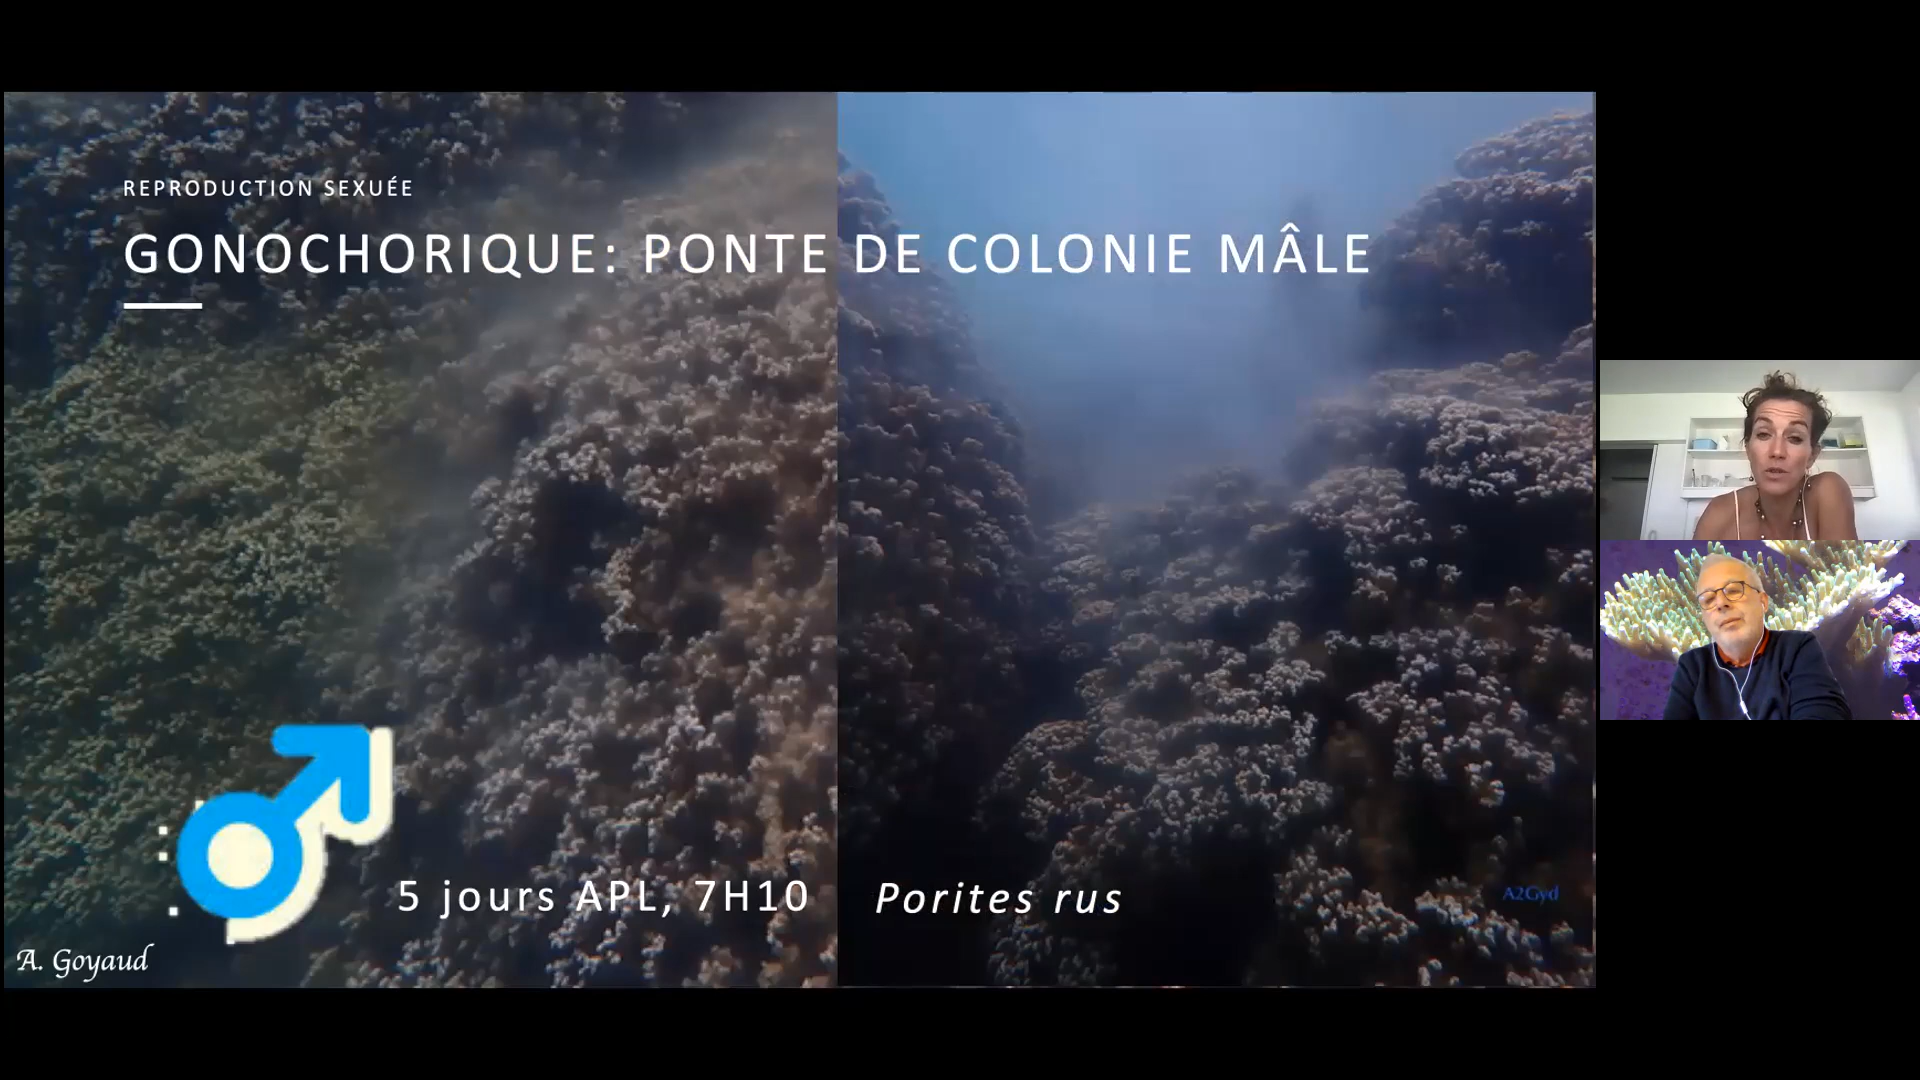 REPRODUCTION SEXUÉE
GONOCHORIQUE: PONTE DE COLONIE MÂLE
5 jours APL, 7H10
Porites rus
A2Gyd
A. Goyaud